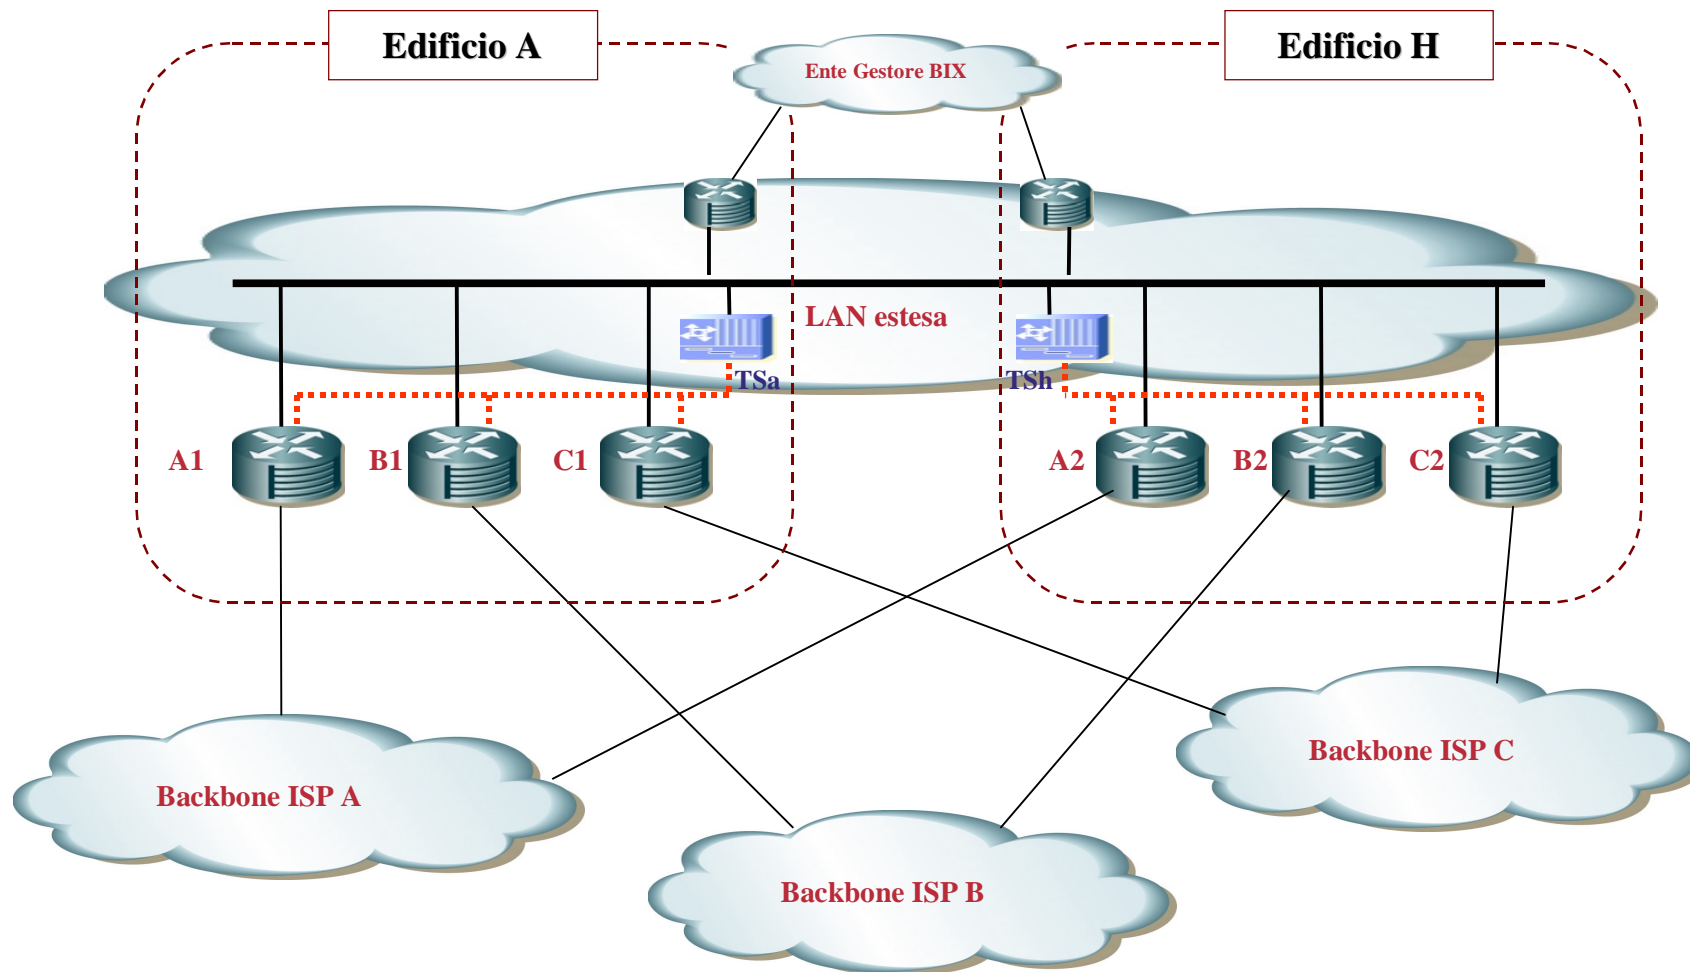 Edificio A
Edificio H
Ente Gestore BIX
LAN estesa
TSa
TSh
A1
B1
C1
A2
B2
C2
Backbone ISP C
Backbone ISP A
Backbone ISP B